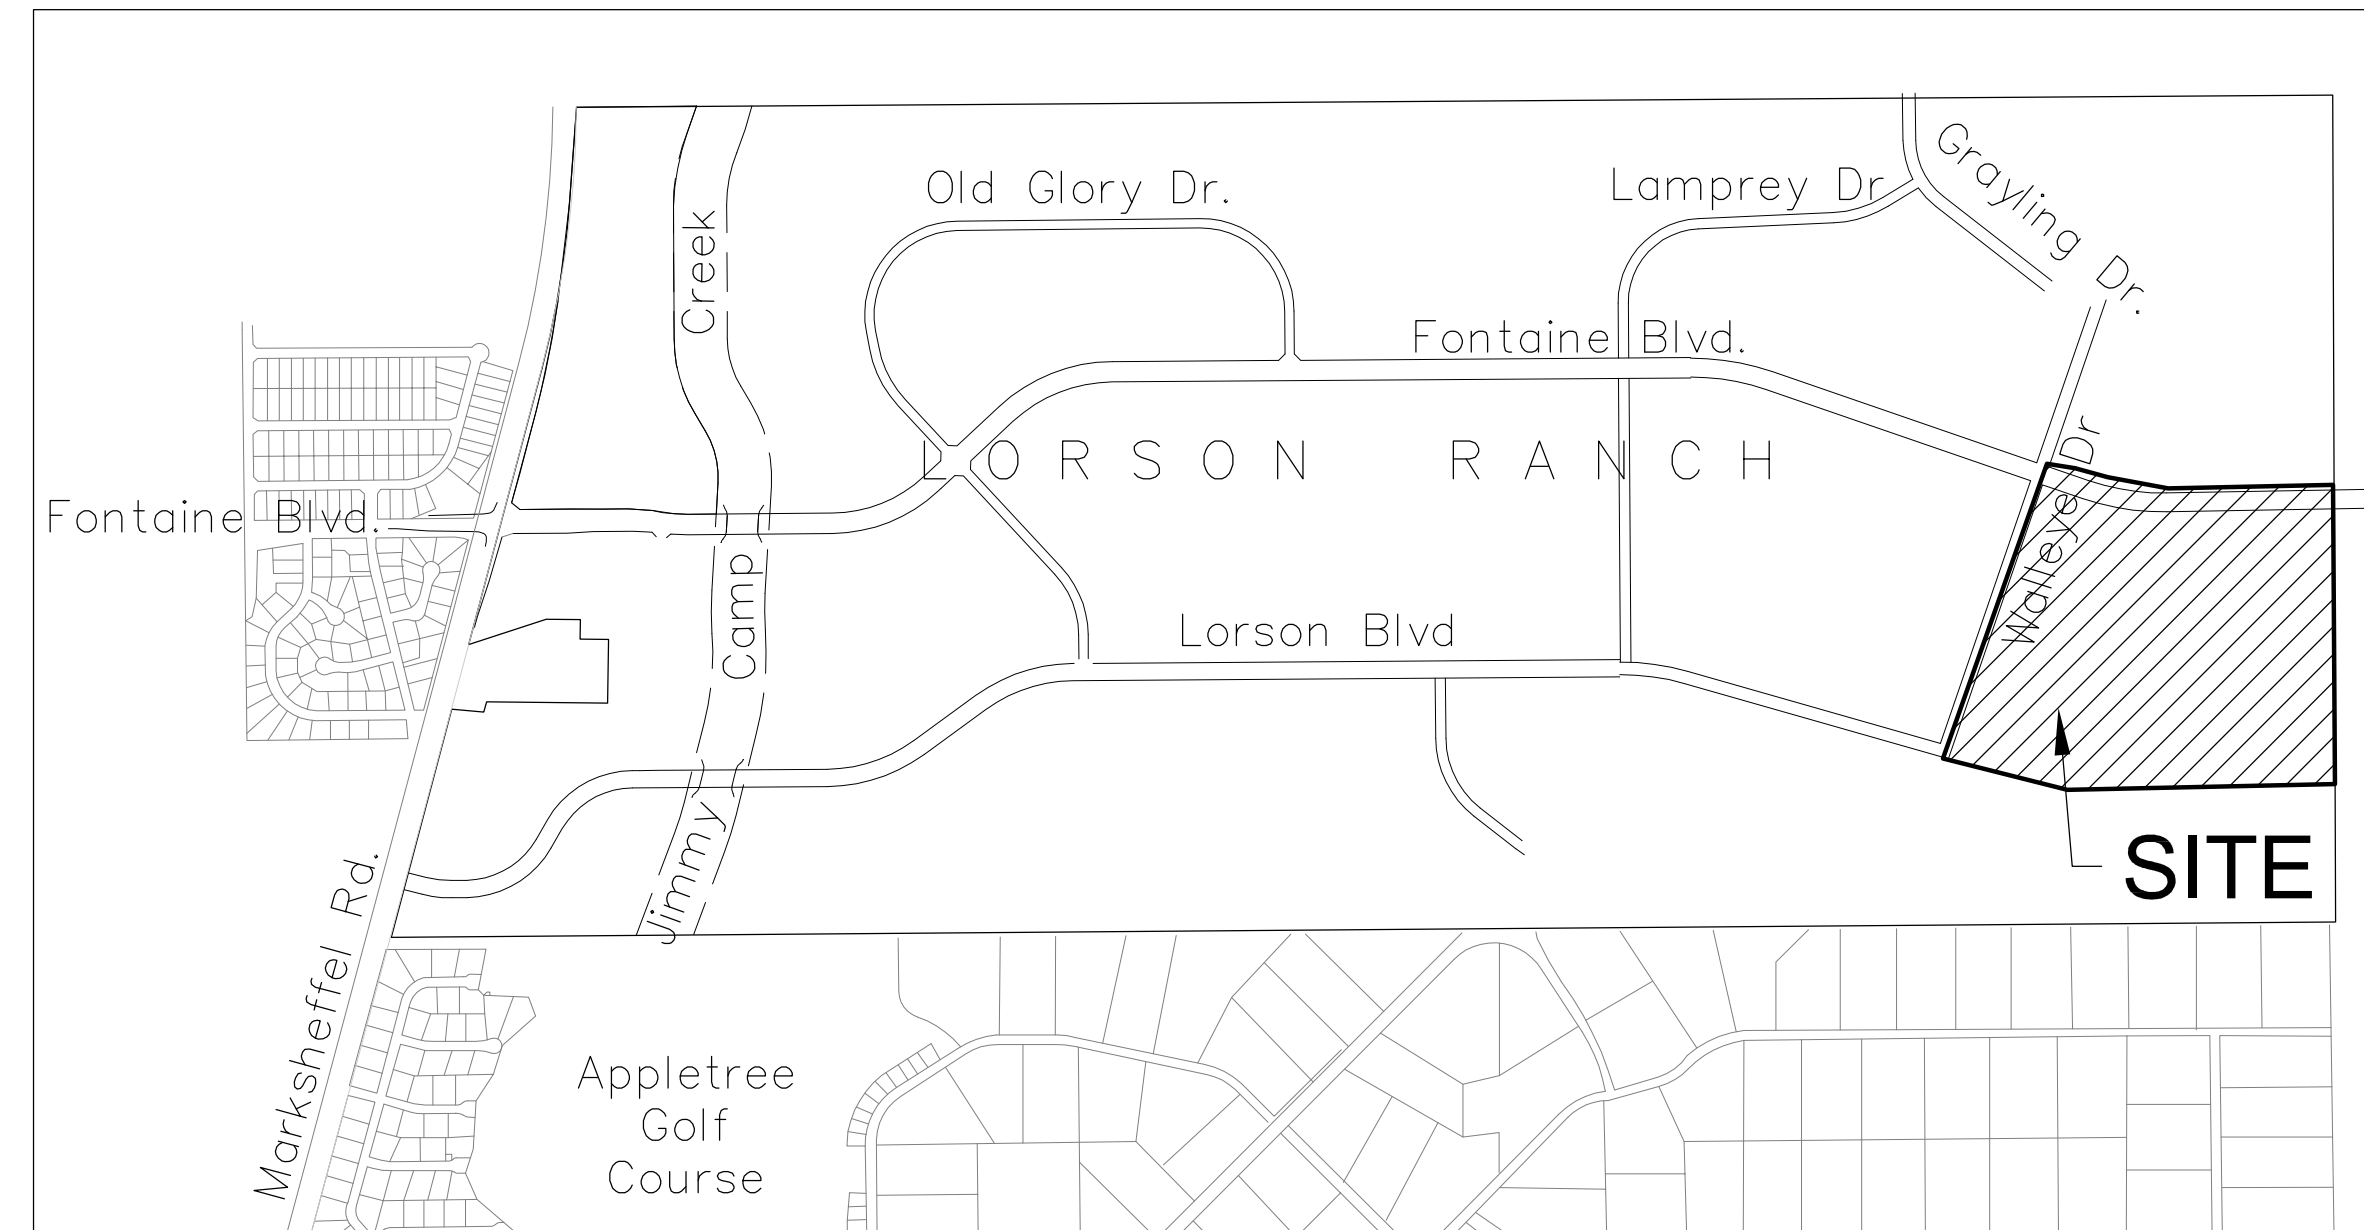 Old Glory Dr.
Lamprey Dr
Grayling Dr.
Fontaine Blvd.
LORSON RANCH
Fontaine Blvd.
Walleye Dr
Lorson Blvd
Jimmy Camp Creek
SITE
Marksheffel Rd.
Appletree
Golf
Course